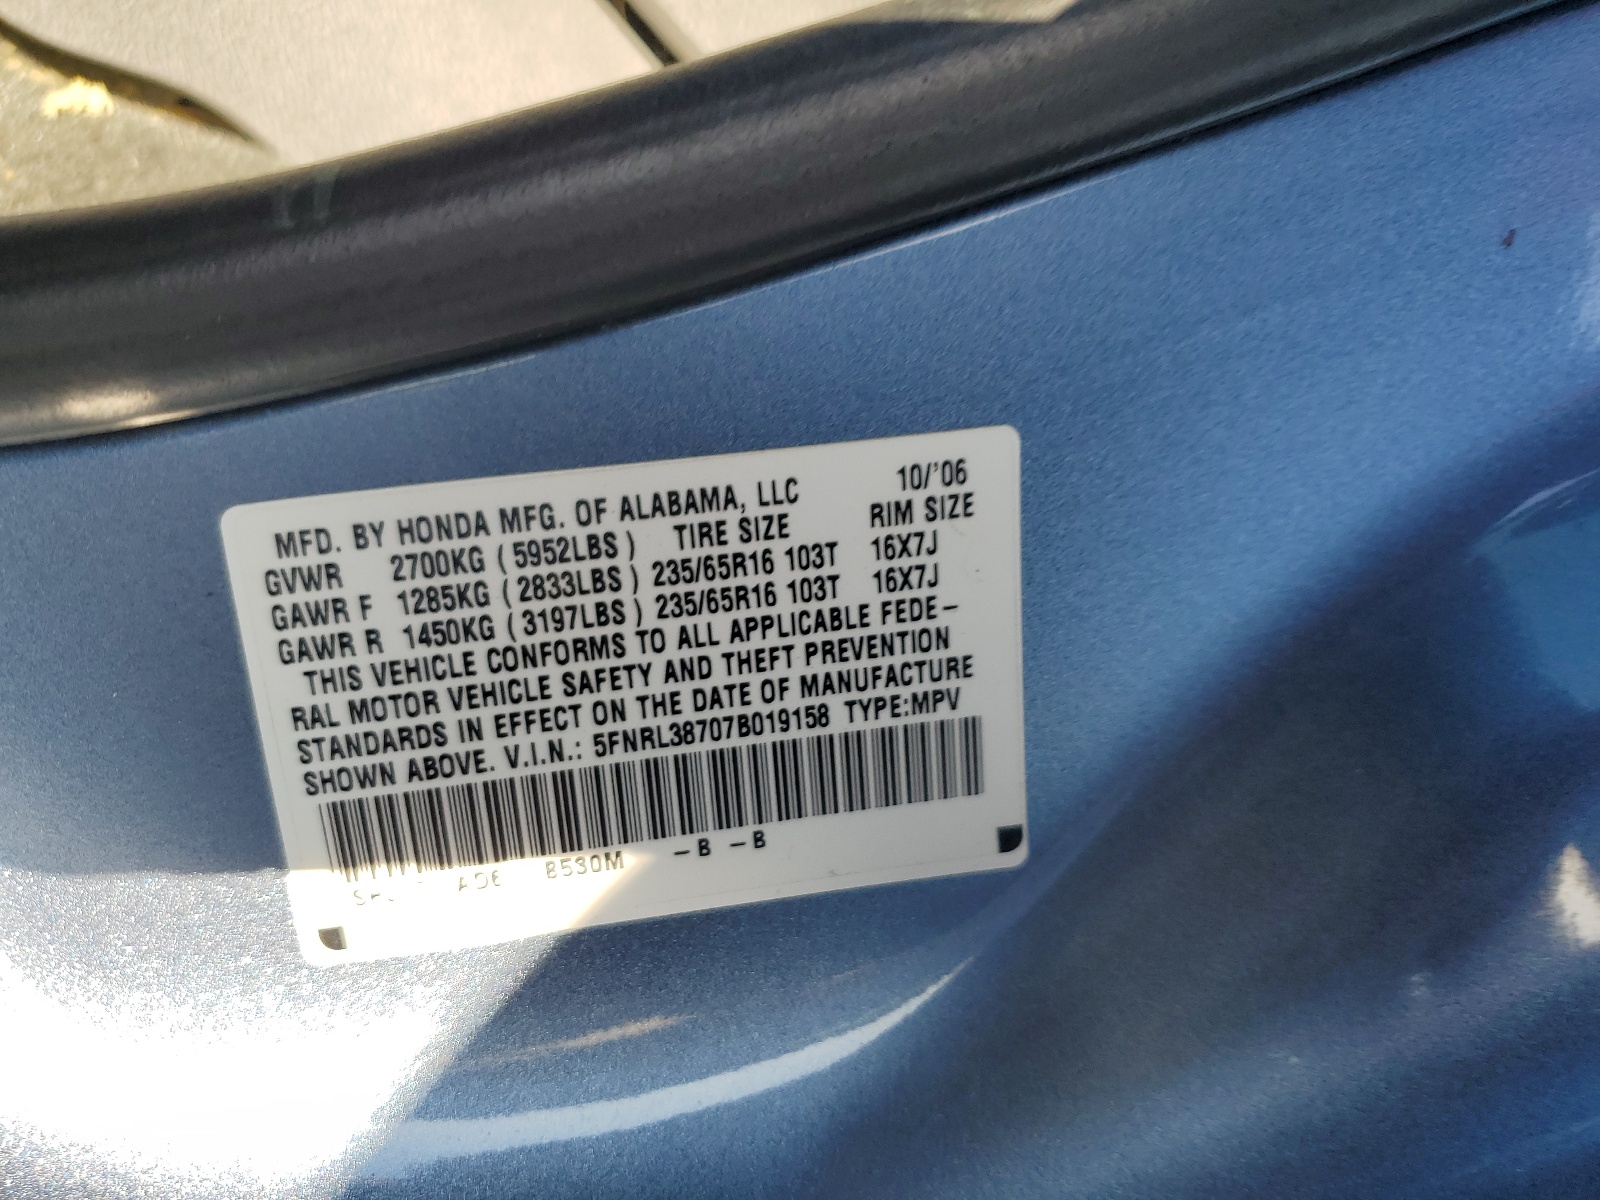 MFD. BY HONDA MFG. OF ALABAMA, LLC 10/'06
GVWR 2700KG ( 5952LBS ) TIRE SIZE RIM SIZE
GAWR F 1285KG ( 2833LBS ) 235/65R16 103T 16X7J
GAWR R 1450KG ( 3197LBS ) 235/65R16 103T 16X7J
THIS VEHICLE CONFORMS TO ALL APPLICABLE FEDE-
RAL MOTOR VEHICLE SAFETY AND THEFT PREVENTION
STANDARDS IN EFFECT ON THE DATE OF MANUFACTURE
SHOWN ABOVE. V.I.N.: 5FNRL38707B019158 TYPE:MPV
B530M -B -B